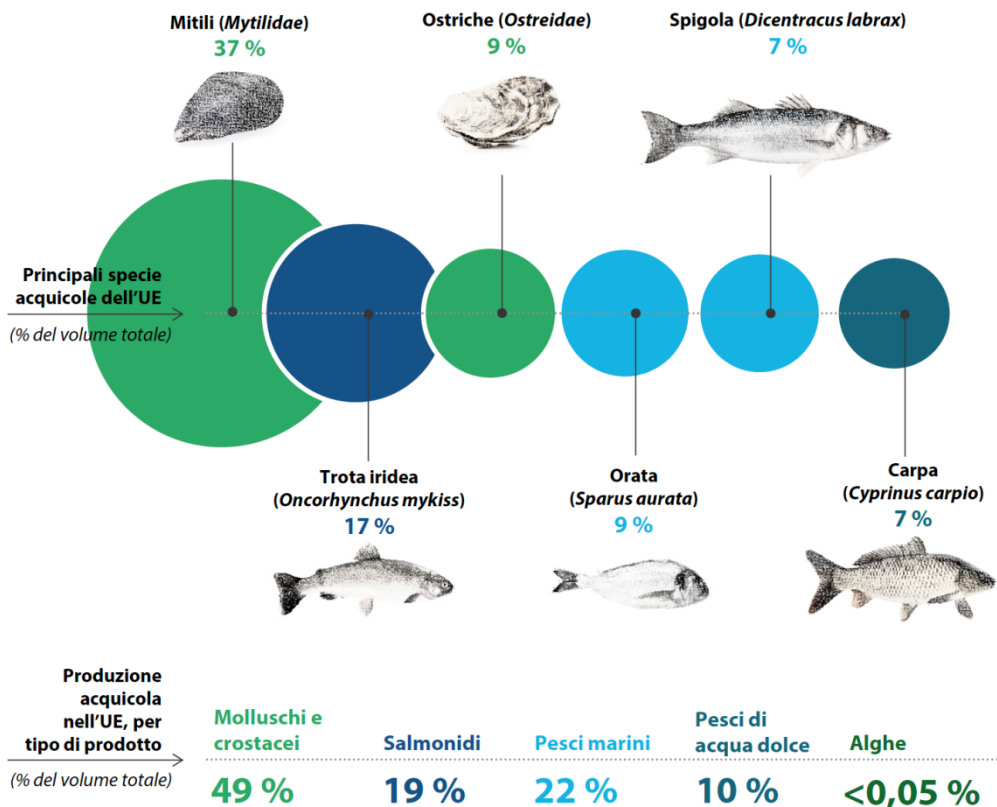 Mitili (Mytilidae)
37 %
Ostriche (Ostreidae)
9 %
Spigola (Dicentracus labrax)
7 %
Principali specie
acquicole dell'UE
(% del volume totale)
Trota iridea
(Oncorhynchus mykiss)
17 %
Orata
(Sparus aurata)
9 %
Carpa
(Cyprinus carpio)
7 %
Produzione
acquicola
nell'UE, per
tipo di prodotto
(% del volume totale)
Molluschi e
crostacei
49 %
Salmonidi
19 %
Pesci marini
22 %
Pesci di
acqua dolce
10 %
Alghe
<0,05 %